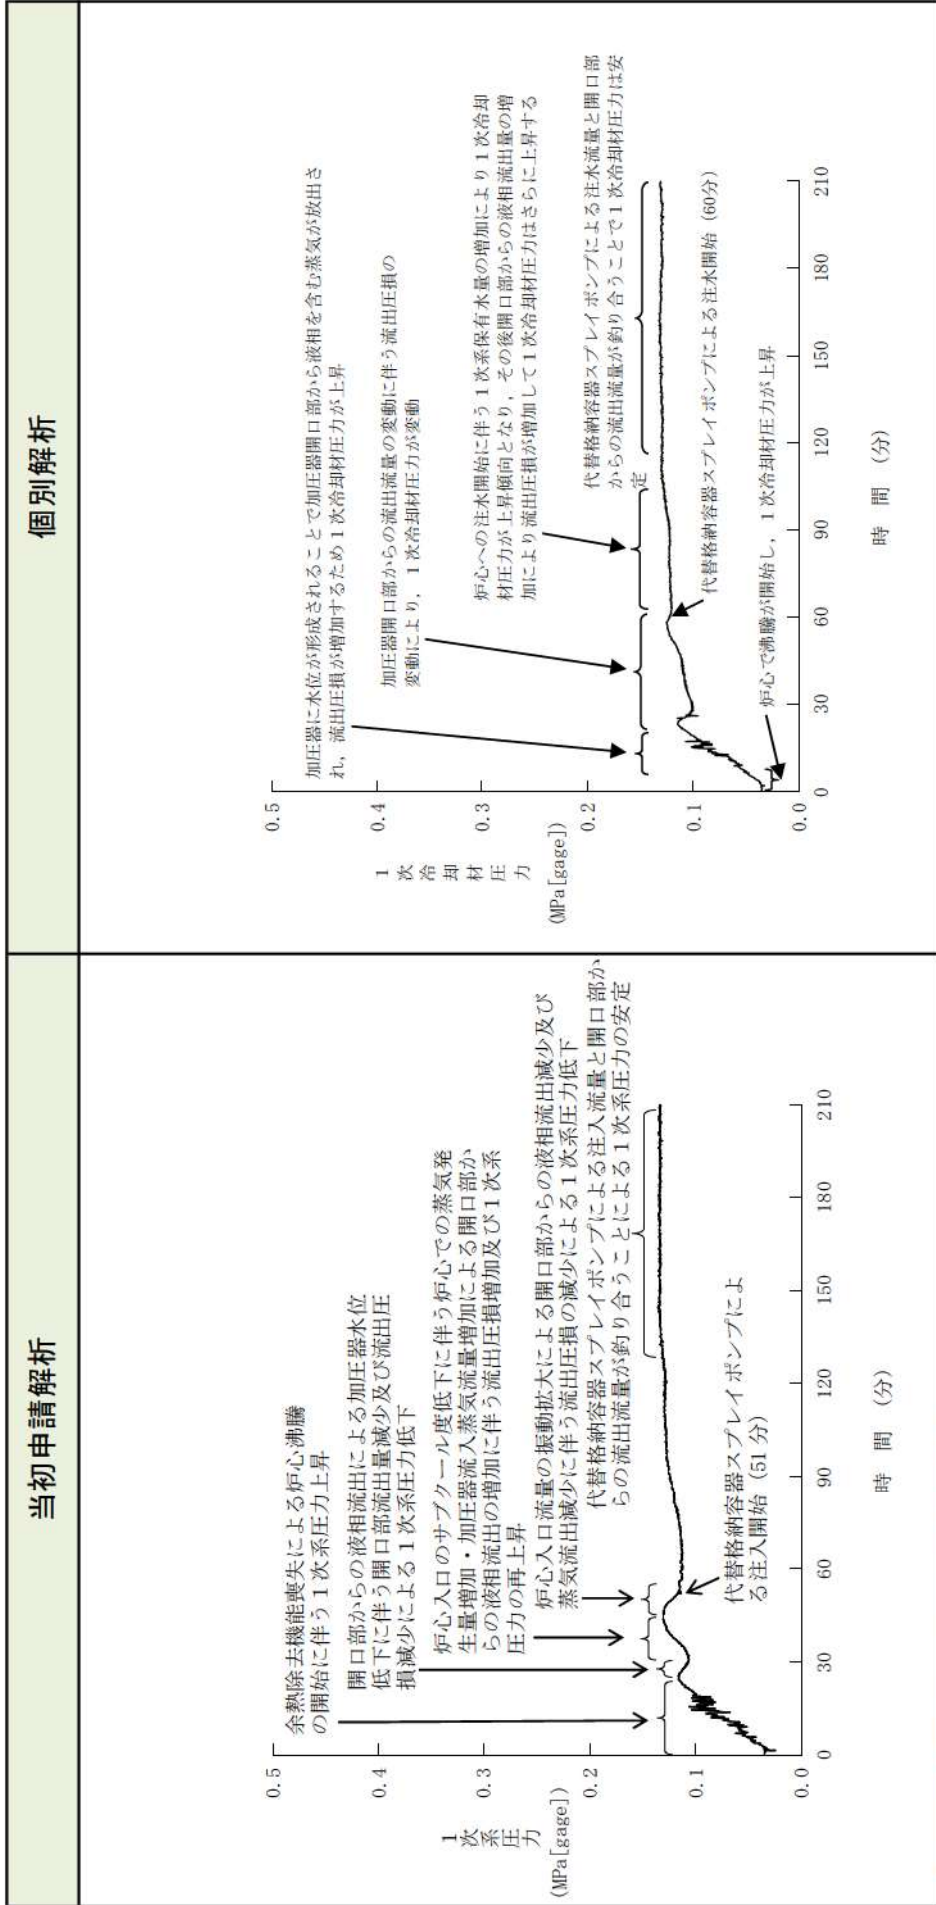 当初申請解析
余熱除去機能喪失による炉心沸騰
の開始に伴う1次系圧力上昇
開口部からの液相流出による加圧器水位
低下に伴う開口部流出量減少及び流出圧
損減少による1次系圧力低下
炉心入口のサブクール度低下に伴う炉心での蒸気発
生量増加・加圧器流入蒸気流量増加による開口部か
らの液相流出の増加に伴う流出圧損増加及び1次系
圧力の再上昇
炉心入口流量の振動拡大による開口部からの液相流出減少及び
蒸気流出減少に伴う流出圧損の減少による1次系圧力低下
代替格納容器スプレイポンプによる注入流量と開口部か
らの流出流量が釣り合うことによる1次系圧力の安定
代替格納容器スプレイポンプによ
る注入開始（51分）
1次系圧力
(MPa[gage])
0.5
0.4
0.3
0.2
0.1
0.0
0 30 60 90 120 150 180 210
時 間 （分）
個別解析
加圧器に水位が形成されることで加圧器開口部から液相を含む蒸気が放出さ
れ，流出圧損が増加するため1次冷却材圧力が上昇
加圧器開口部からの流出流量の変動に伴う流出圧損の
変動により，1次冷却材圧力が変動
炉心への注水開始に伴う1次系保有水量の増加により1次冷却
材圧力が上昇傾向となり，その後開口部からの液相流出量の増
加により流出圧損が増加して1次冷却材圧力はさらに上昇する
代替格納容器スプレイポンプによる注水流量と開口部
からの流出流量が釣り合うことで1次冷却材圧力は安
定
代替格納容器スプレイポンプによる注水開始（60分）
炉心で沸騰が開始し，1次冷却材圧力が上昇
1次冷却材圧力
(MPa[gage])
0.5
0.4
0.3
0.2
0.1
0.0
0 30 60 90 120 150 180 210
時 間 （分）